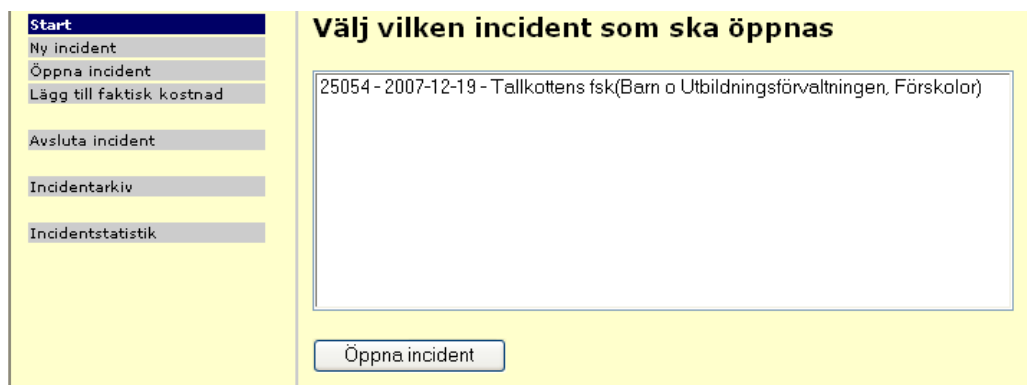 Start
Ny incident
Öppna incident
Lägg till faktisk kostnad
Avsluta incident
Incidentarkiv
Incidentstatistik
Välj vilken incident som ska öppnas
25054 - 2007-12-19 - Tallkottens fsk(Barn o Utbildningsförvaltningen, Förskolor)
Öppna incident